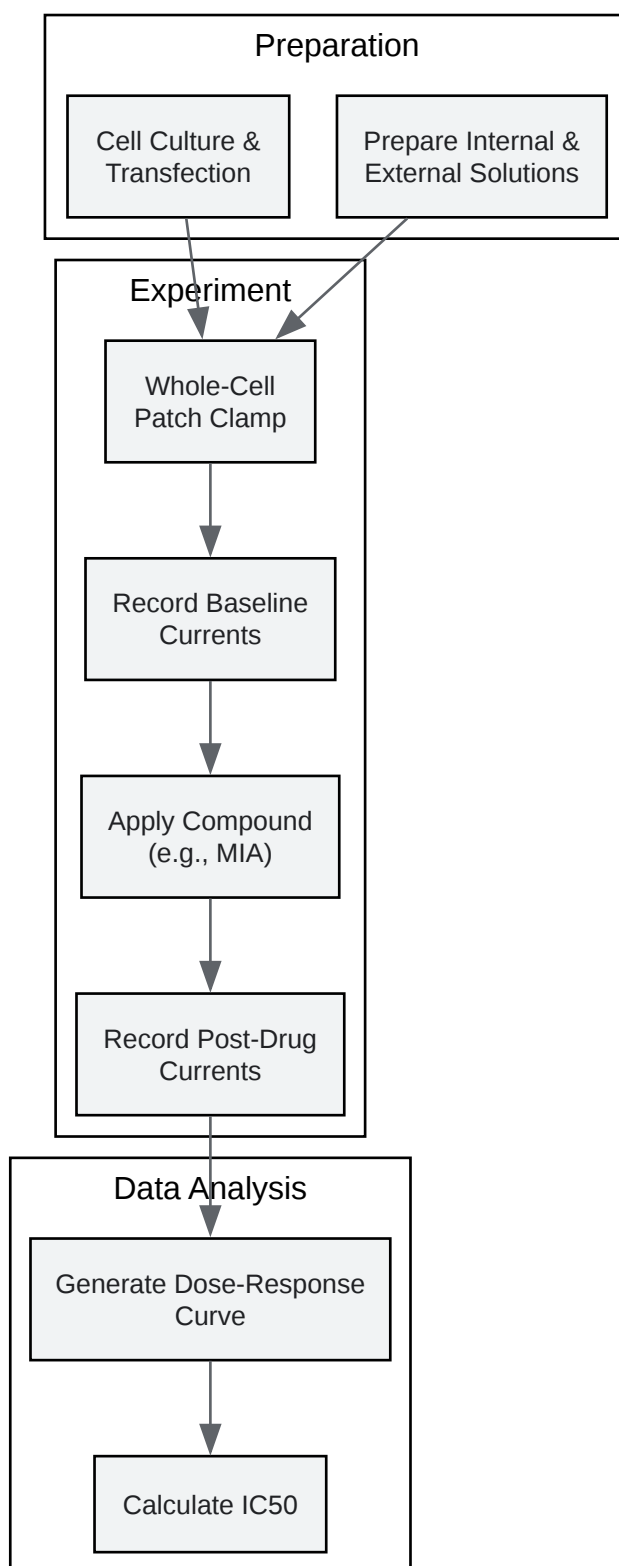 Preparation
Cell Culture &
Transfection
Prepare Internal &
External Solutions
Experiment
Whole-Cell
Patch Clamp
Record Baseline
Currents
Apply Compound
(e.g., MIA)
Record Post-Drug
Currents
Data Analysis
Generate Dose-Response
Curve
Calculate IC50